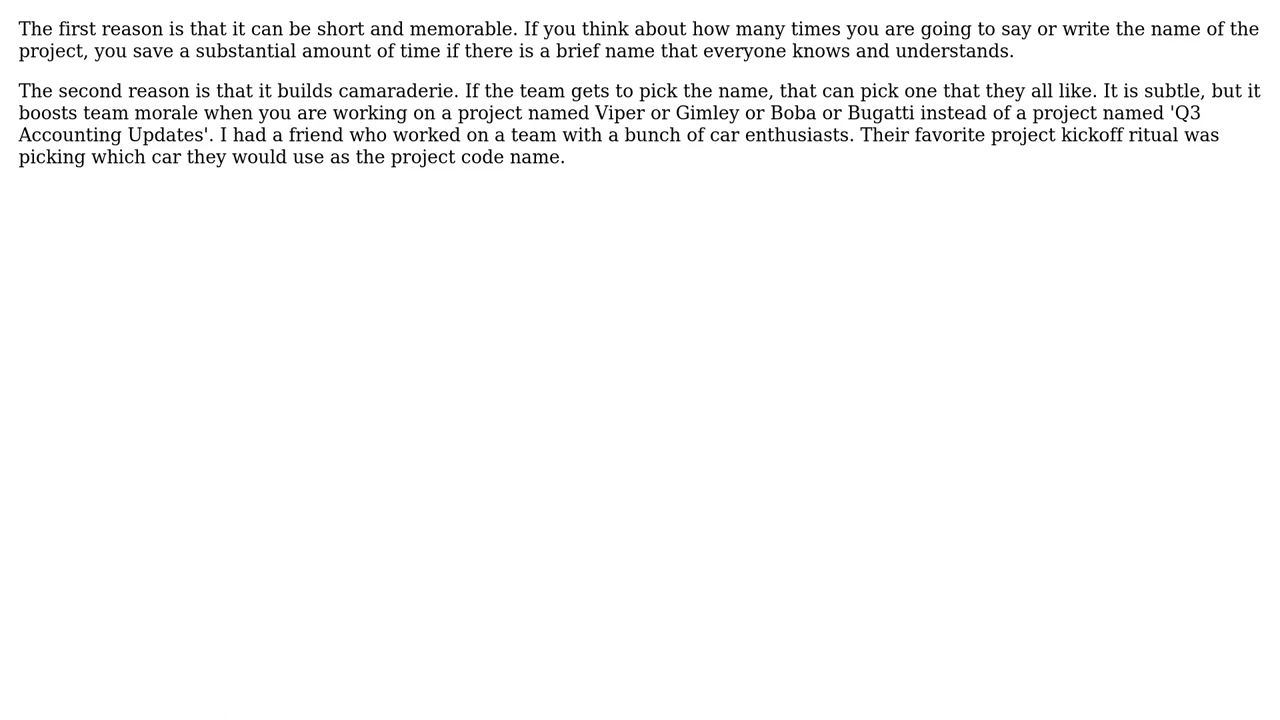 The first reason is that it can be short and memorable. If you think about how many times you are going to say or write the name of the
project, you save a substantial amount of time if there is a brief name that everyone knows and understands.
The second reason is that it builds camaraderie. If the team gets to pick the name, that can pick one that they all like. It is subtle, but it
boosts team morale when you are working on a project named Viper or Gimley or Boba or Bugatti instead of a project named 'Q3
Accounting Updates'. I had a friend who worked on a team with a bunch of car enthusiasts. Their favorite project kickoff ritual was
picking which car they would use as the project code name.